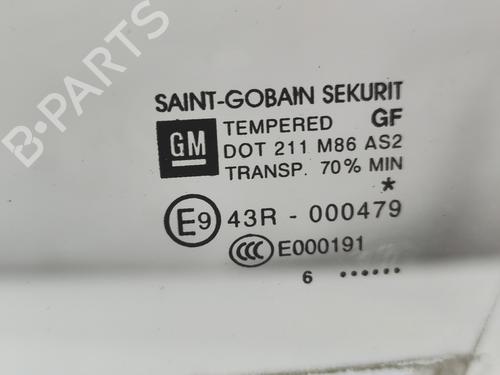 B-PARTS
SAINT-GOBAIN SEKURIT
GM TEMPERED GF
DOT 211 M86 AS2
TRANSP. 70% MIN
*
E9 43R - 000479
CCC E000191
6 ......